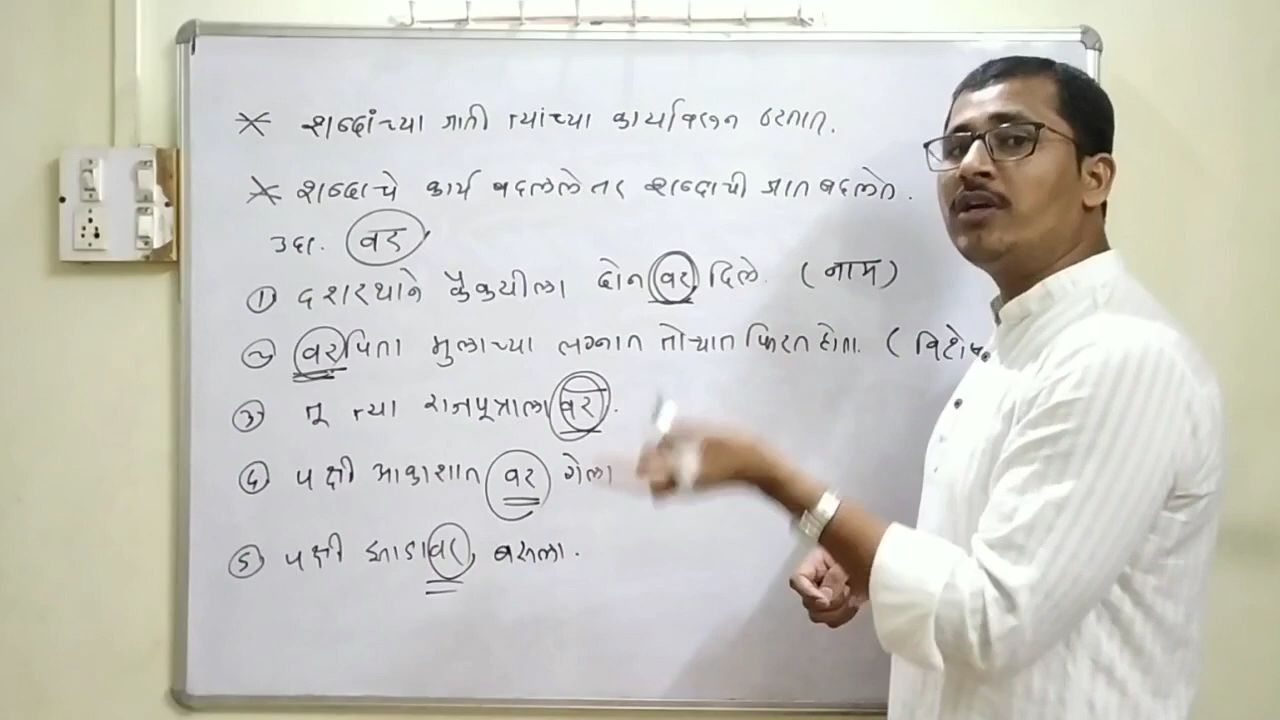 * शब्दांच्या जाती त्यांच्या कार्यावरुन ठरतात.
* शब्दाचे कार्य बदलले तर शब्दाची जात बदलते.
उदा. वर
① दशरथाने कैकयीला दोन वर दिले. (नाम)
② वरपिता मुलाच्या लग्नात तोऱ्यात फिरत होता. (विशेष
③ तू त्या राजपूत्राला वर.
④ पक्षी आकाशात वर गेला
⑤ पक्षी झाडावर बसला.